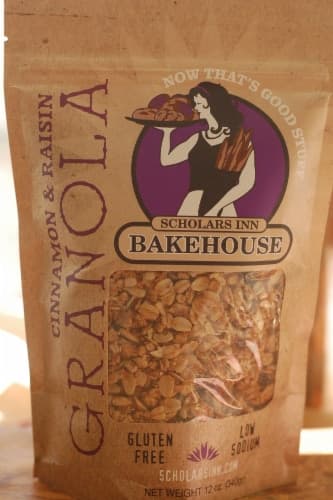 NOW THAT'S GOOD STUFF
CINNAMON & RAISIN
GRANOLA
SCHOLARS INN
BAKEHOUSE
GLUTEN
FREE
LOW
SODIUM
SCHOLARSINN.COM
NET WEIGHT 12 oz. (340g)